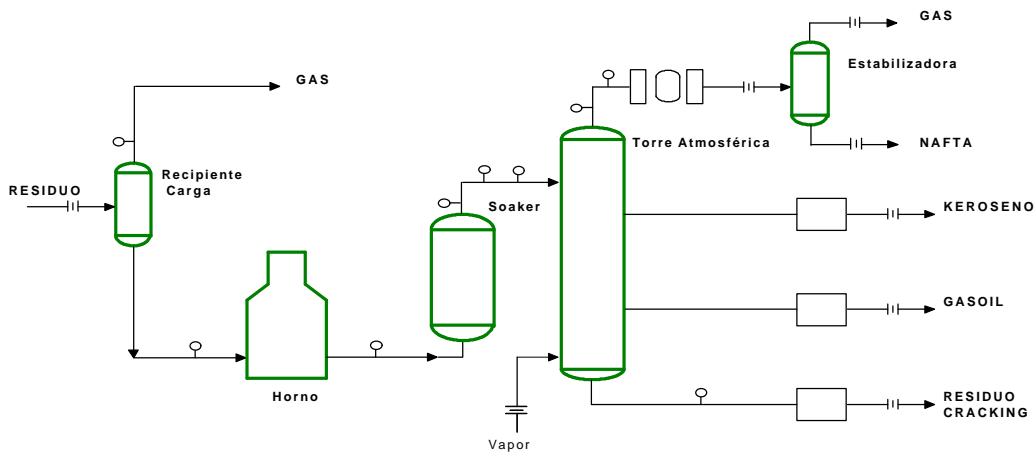 GAS
Estabilizadora
GAS
Torre Atmosférica
NAFTA
Recipiente
Carga
RESIDUO
Soaker
KEROSENO
GASOIL
Horno
RESIDUO
CRACKING
Vapor